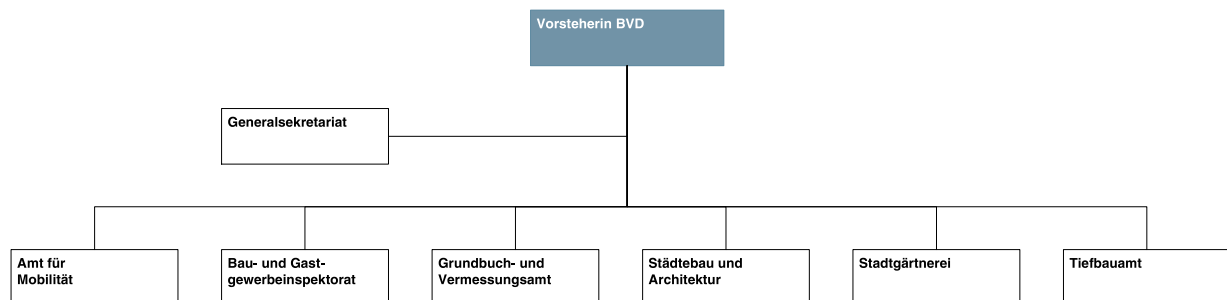 Vorsteherin BVD
Generalsekretariat
Amt für
Mobilität
Bau- und Gast-
gewerbeinspektorat
Grundbuch- und
Vermessungsamt
Städtebau und
Architektur
Stadtgärtnerei
Tiefbauamt